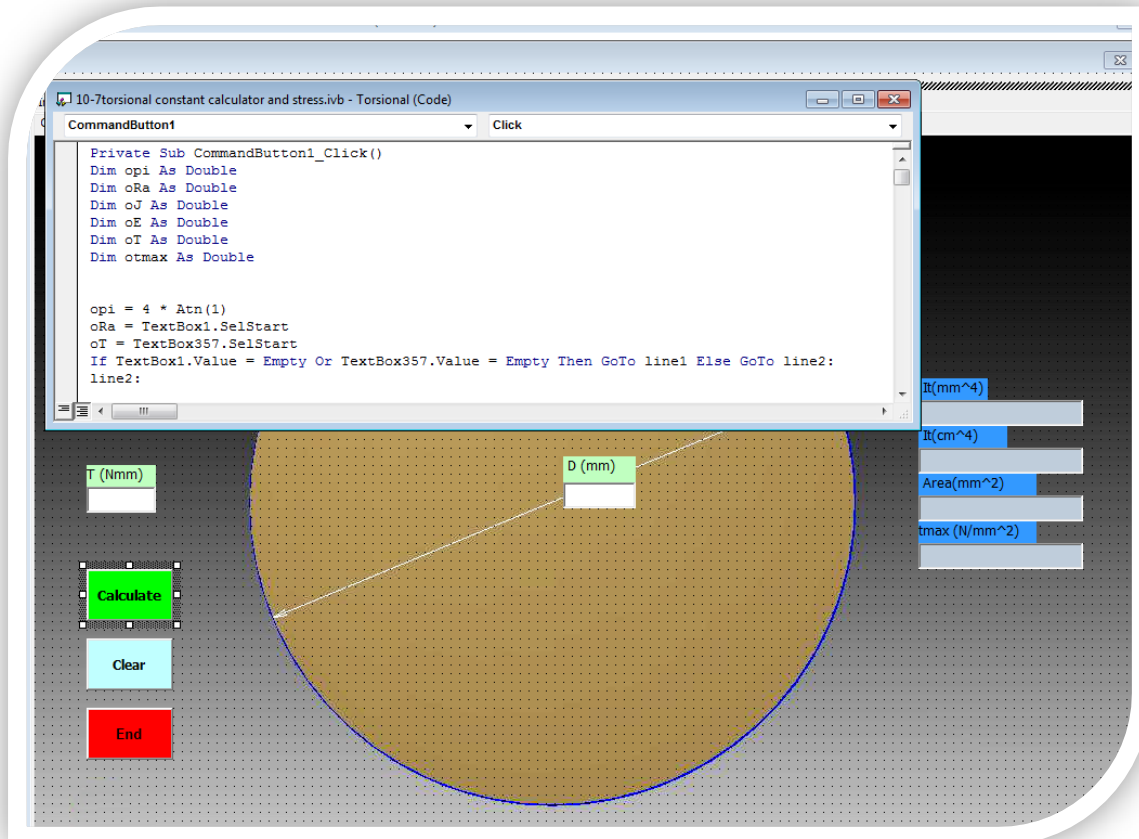 10-7torsional constant calculator and stress.ivb - Torsional (Code)
CommandButton1 Click
Private Sub CommandButton1_Click()
Dim opi As Double
Dim oRa As Double
Dim oJ As Double
Dim oE As Double
Dim oT As Double
Dim otmax As Double
opi = 4 * Atn(1)
oRa = TextBox1.SelStart
oT = TextBox357.SelStart
If TextBox1.Value = Empty Or TextBox357.Value = Empty Then GoTo line1 Else GoTo line2:
line2:
It(mm^4)
It(cm^4)
Area(mm^2)
tmax (N/mm^2)
T (Nmm)
D (mm)
Calculate
Clear
End